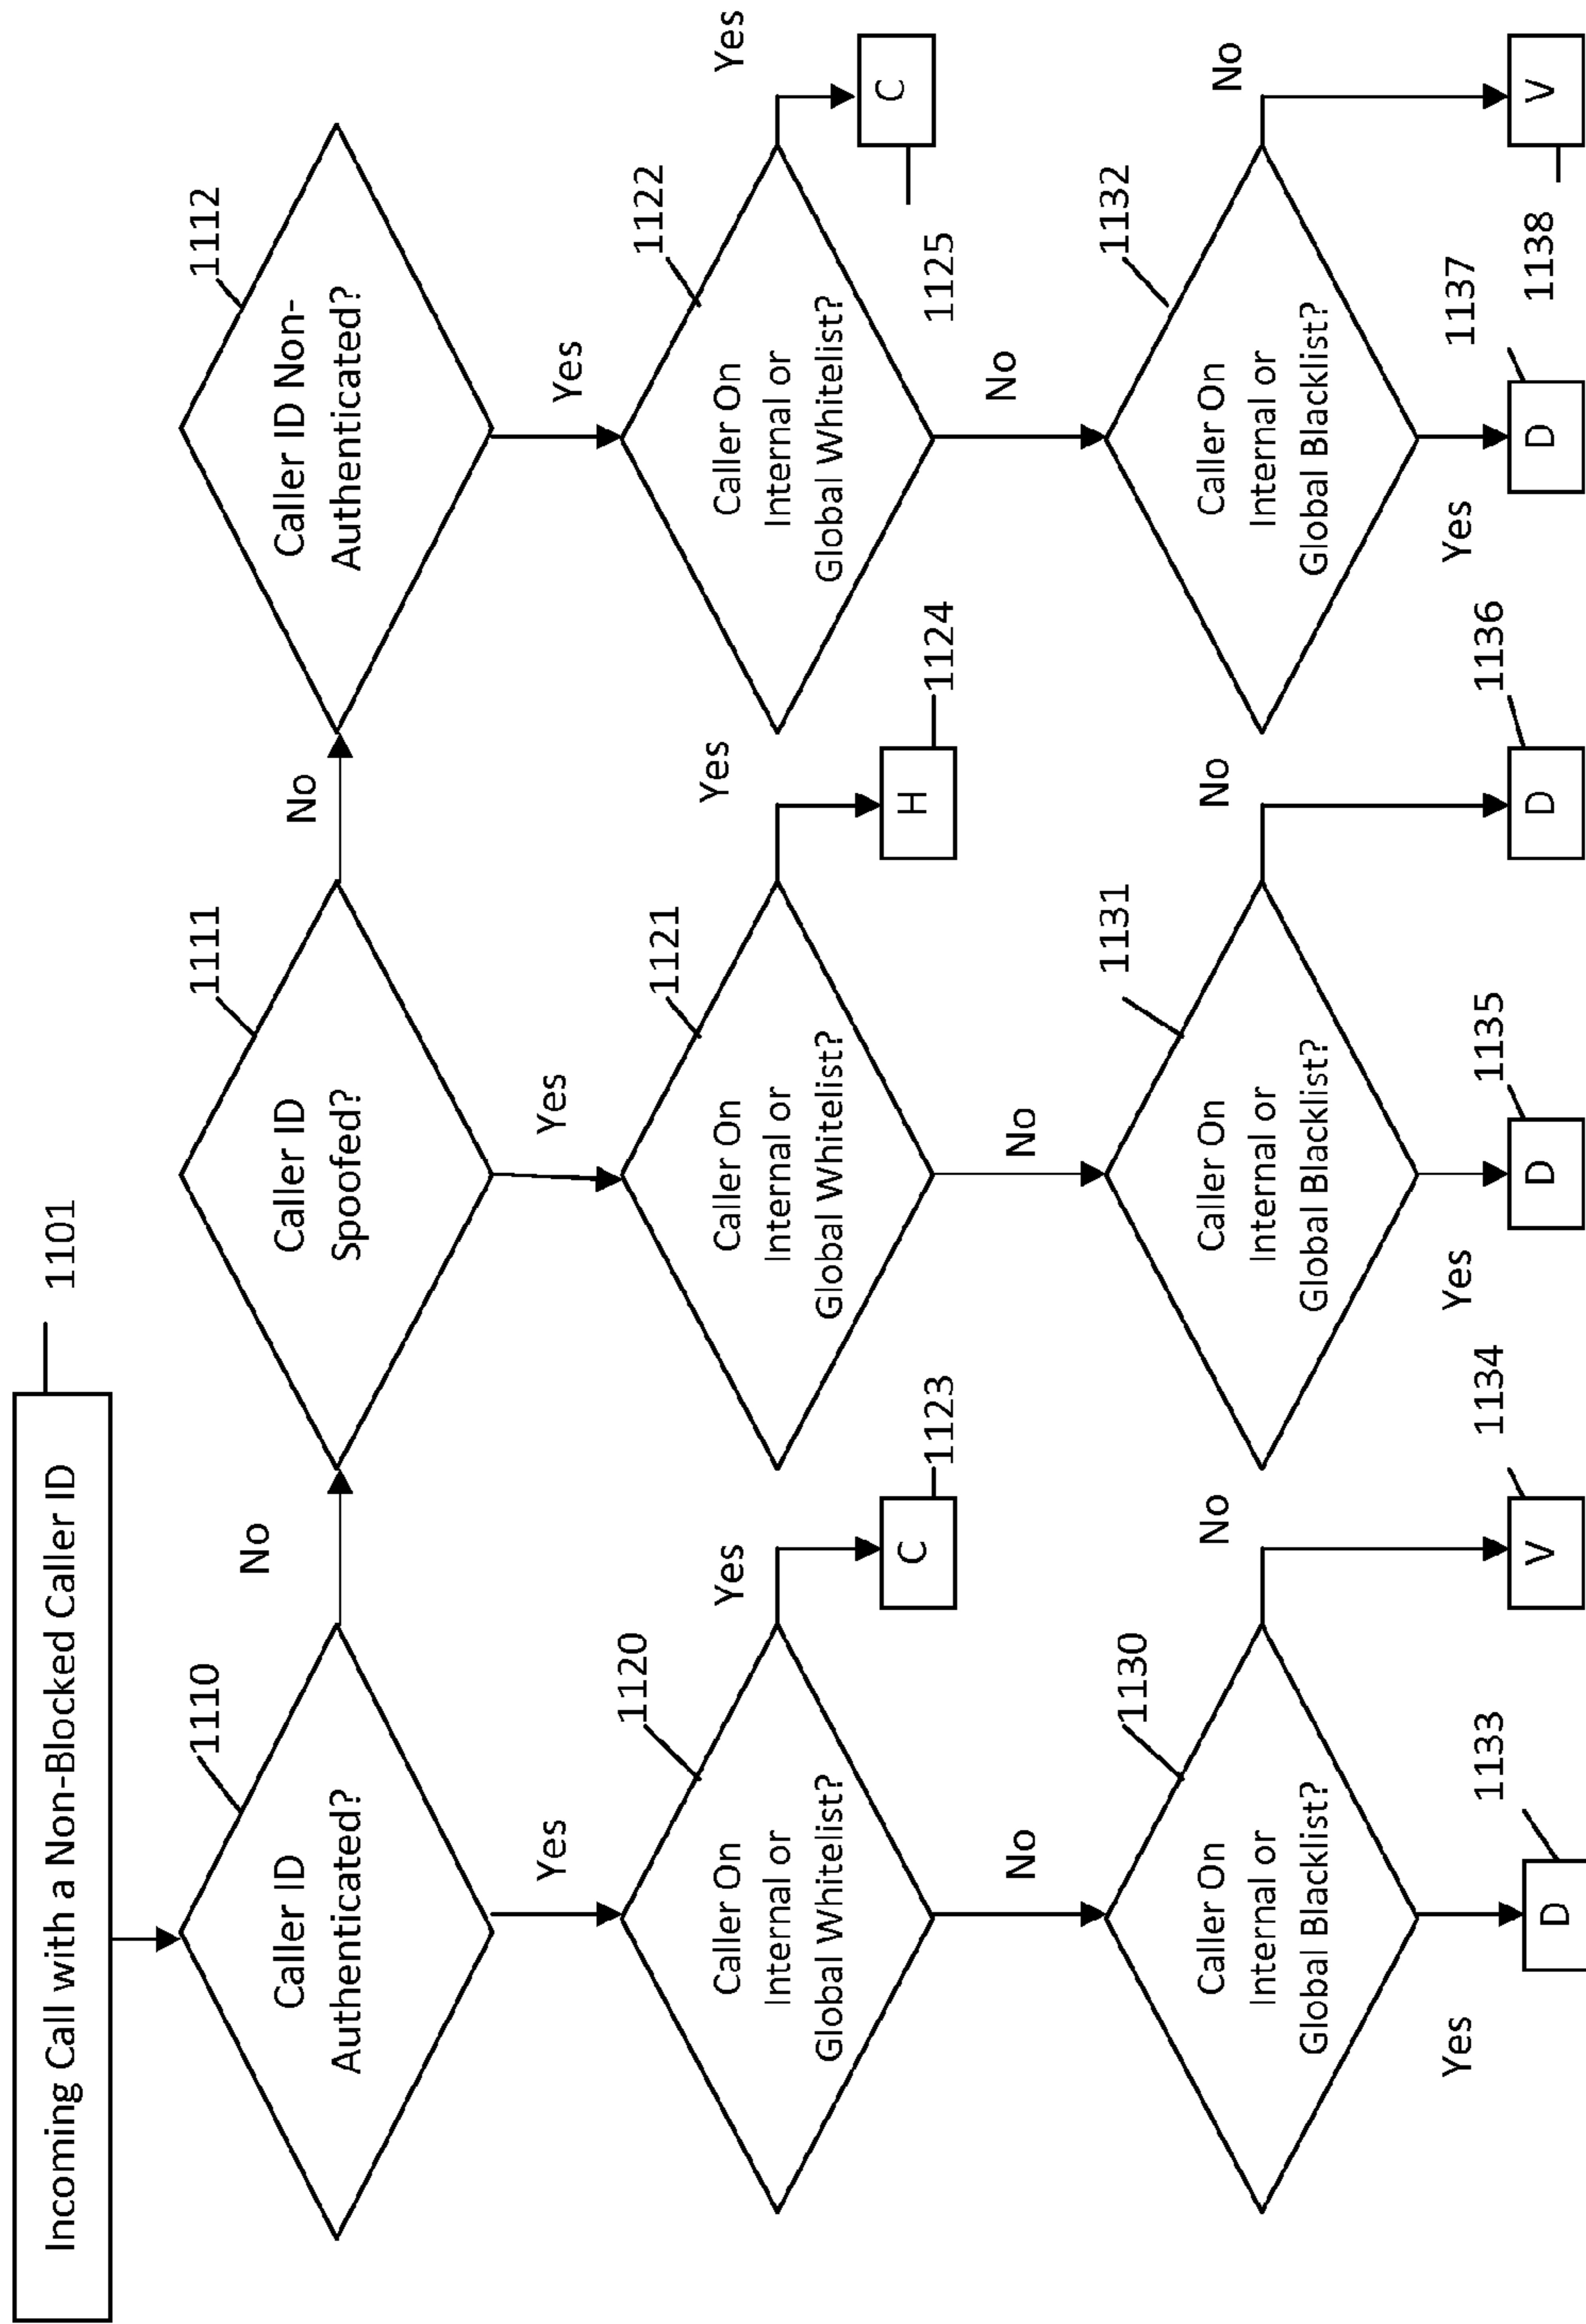 Incoming Call with a Non-Blocked Caller ID
1101
Caller ID
Authenticated?
1110
No
Caller ID
Spoofed?
1111
No
Caller ID Non-
Authenticated?
1112
Yes
Yes
Yes
Caller On
Internal or
Global Whitelist?
1120
Yes
C
1123
Caller On
Internal or
Global Whitelist?
1121
Yes
H
1124
Caller On
Internal or
Global Whitelist?
1122
Yes
C
1125
No
No
No
Caller On
Internal or
Global Blacklist?
1130
No
Caller On
Internal or
Global Blacklist?
1131
No
Caller On
Internal or
Global Blacklist?
1132
No
Yes
D
1133
V
1134
Yes
D
1135
D
1136
Yes
D
1137
V
1138